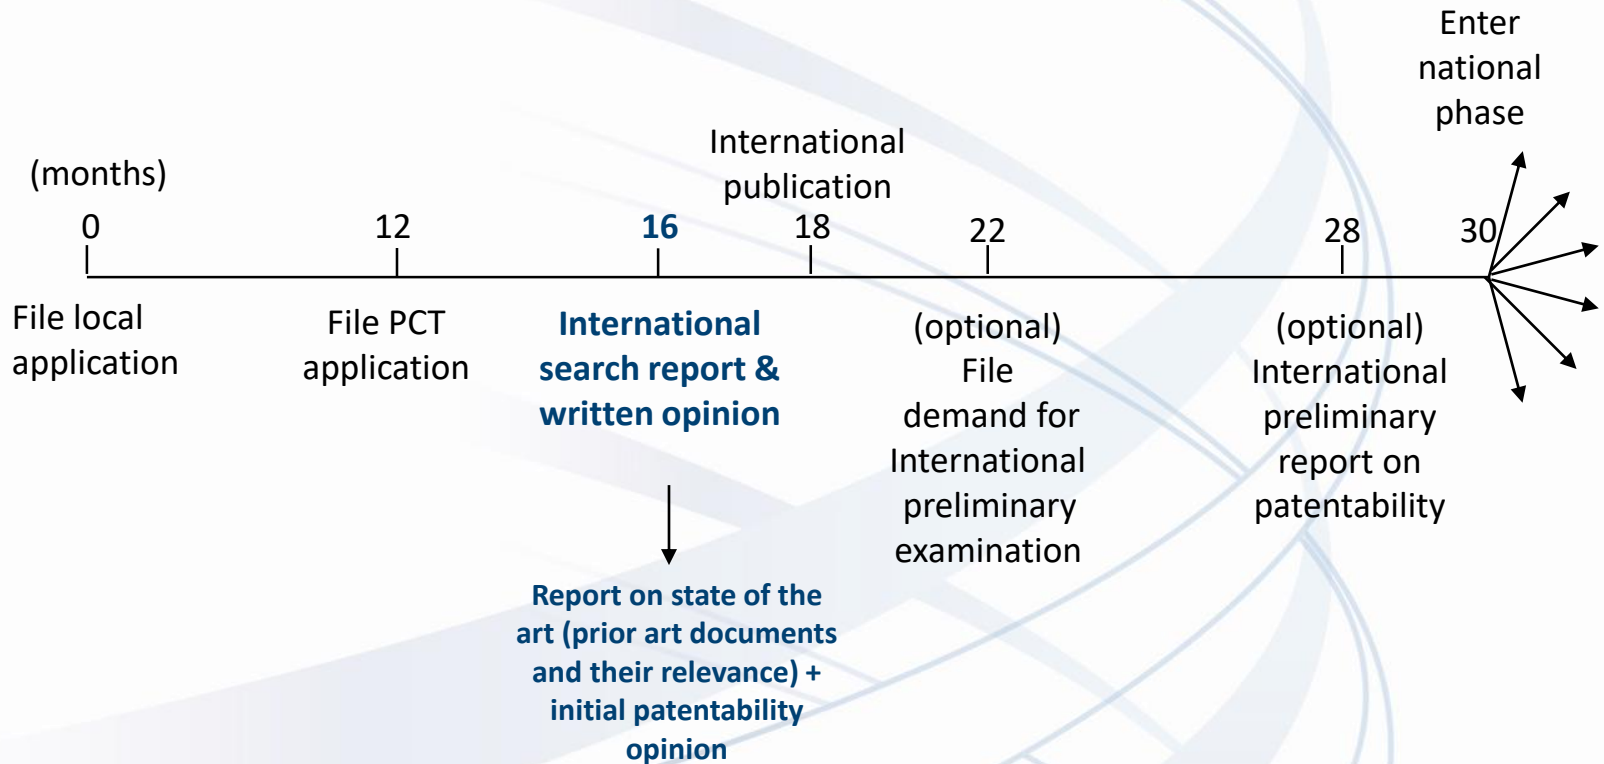 Enter
national
phase
International
publication
(months)
0
12
16
18
22
28
30
File local
application
File PCT
application
International
search report &
written opinion
(optional)
File
demand for
International
preliminary
examination
(optional)
International
preliminary
report on
patentability
Report on state of the
art (prior art documents
and their relevance) +
initial patentability
opinion